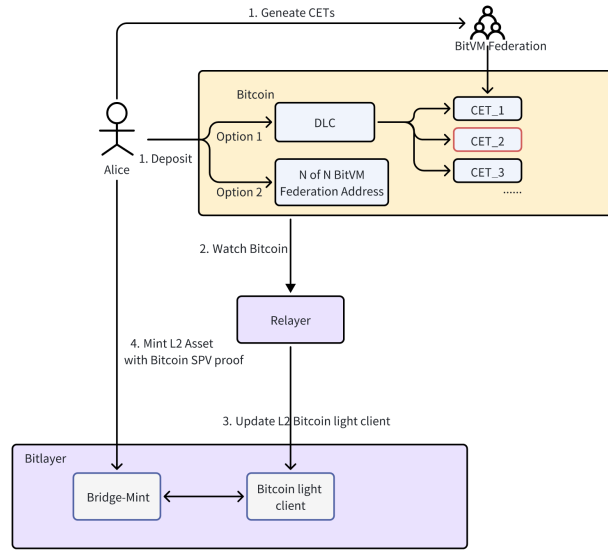 1. Geneate CETs
BitVM Federation
Bitcoin
Option 1
DLC
CET_1
CET_2
CET_3
......
Alice
1. Deposit
Option 2
N of N BitVM
Federation Address
2. Watch Bitcoin
Relayer
4. Mint L2 Asset
with Bitcoin SPV proof
3. Update L2 Bitcoin light client
Bitlayer
Bridge-Mint
Bitcoin light
client